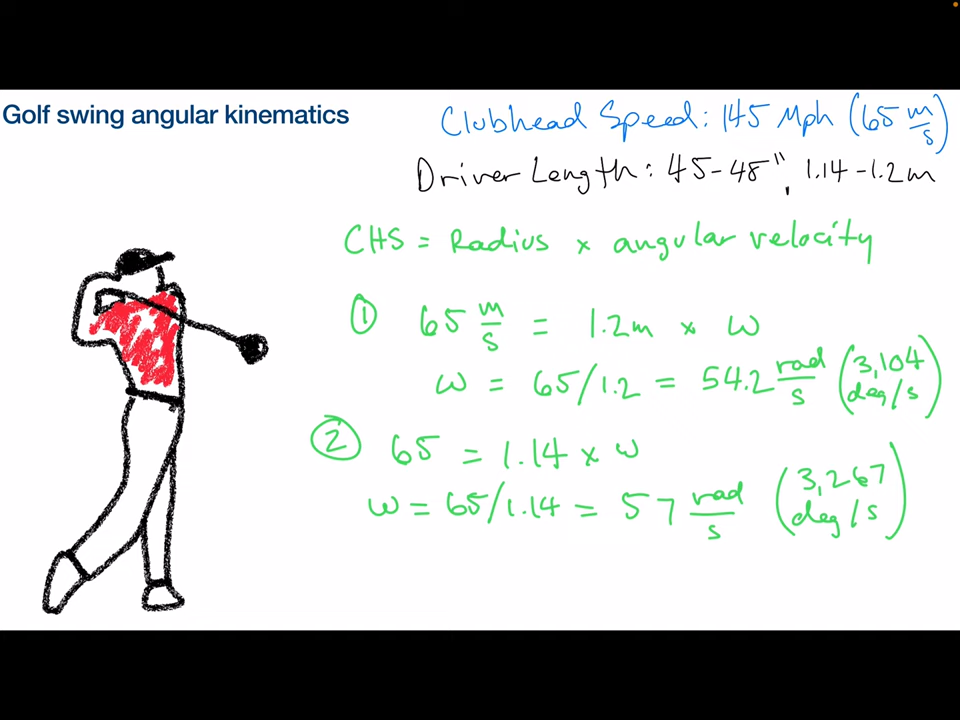 Golf swing angular kinematics
Clubhead Speed: 145 Mph (65 m/s)
Driver Length: 45-48", 1.14-1.2m
CHS = Radius x angular velocity
① 65 m/s = 1.2m x ω
ω = 65/1.2 = 54.2 rad/s (3,104 deg/s)
② 65 = 1.14 x ω
ω = 65/1.14 = 57 rad/s (3,267 deg/s)